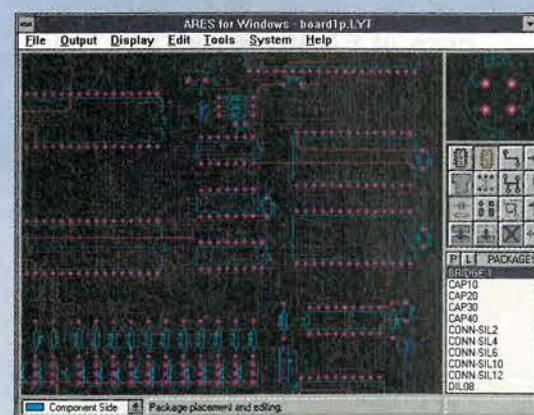 ARES for Windows - board1p.LYT
File Output Display Edit Tools System Help
P L PACKAGES
BRIDGE1
CAP10
CAP20
CAP30
CAP40
CONN-SIL2
CONN-SIL4
CONN-SIL6
CONN-SIL10
CONN-SIL12
DIL08
Component Side Package placement and editing.